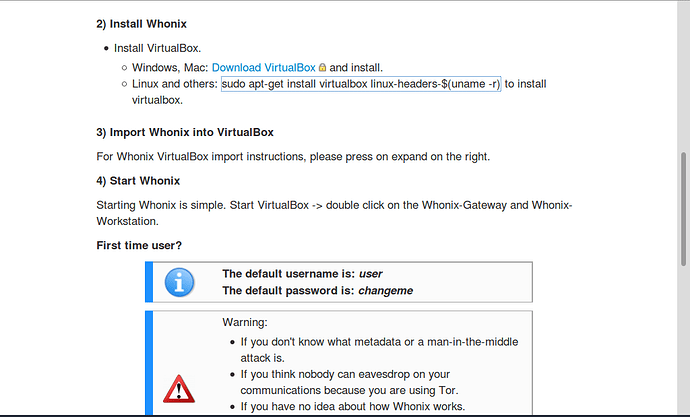 2) Install Whonix
Install VirtualBox.
Windows, Mac: Download VirtualBox and install.
Linux and others: sudo apt-get install virtualbox linux-headers-$(uname -r) to install
virtualbox.
3) Import Whonix into VirtualBox
For Whonix VirtualBox import instructions, please press on expand on the right.
4) Start Whonix
Starting Whonix is simple. Start VirtualBox -> double click on the Whonix-Gateway and Whonix-
Workstation.
First time user?
The default username is: user
The default password is: changeme
Warning:
If you don't know what metadata or a man-in-the-middle
attack is.
If you think nobody can eavesdrop on your
communications because you are using Tor.
If you have no idea about how Whonix works.